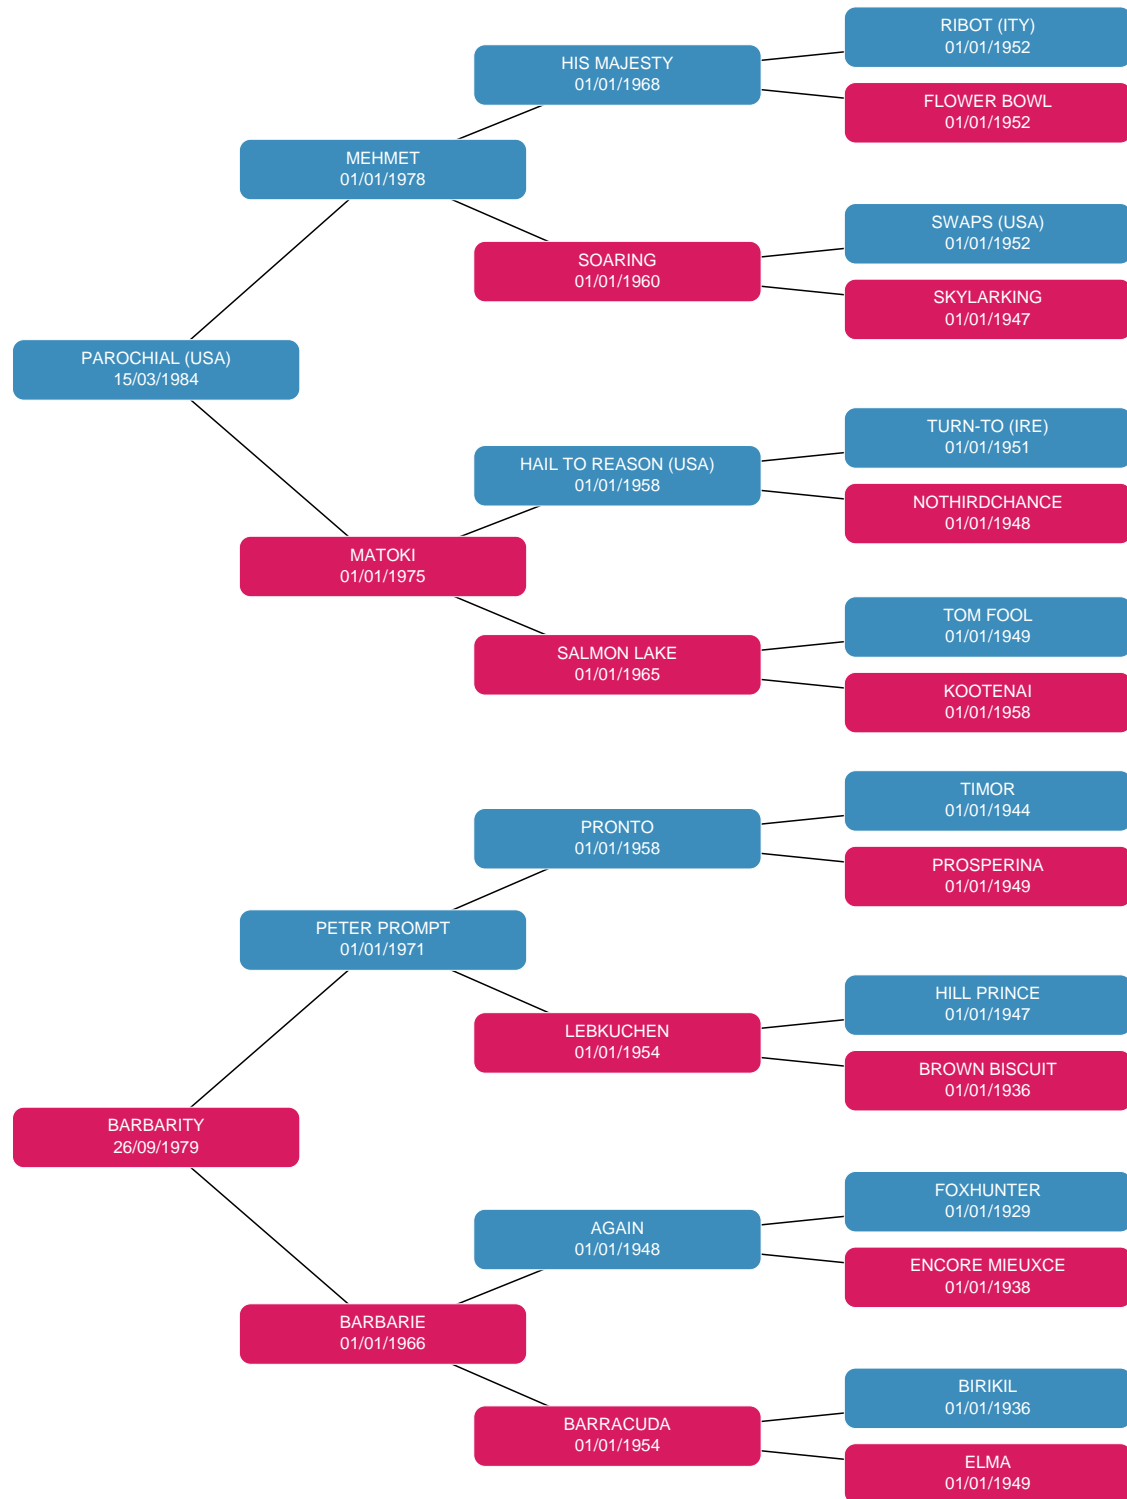 RIBOT (ITY)
01/01/1952
HIS MAJESTY
01/01/1968
FLOWER BOWL
01/01/1952
MEHMET
01/01/1978
SWAPS (USA)
01/01/1952
SOARING
01/01/1960
SKYLARKING
01/01/1947
PAROCHIAL (USA)
15/03/1984
TURN-TO (IRE)
01/01/1951
HAIL TO REASON (USA)
01/01/1958
NOTHIRDCHANCE
01/01/1948
MATOKI
01/01/1975
TOM FOOL
01/01/1949
SALMON LAKE
01/01/1965
KOOTENAI
01/01/1958
TIMOR
01/01/1944
PRONTO
01/01/1958
PROSPERINA
01/01/1949
PETER PROMPT
01/01/1971
HILL PRINCE
01/01/1947
LEBKUCHEN
01/01/1954
BROWN BISCUIT
01/01/1936
BARBARITY
26/09/1979
FOXHUNTER
01/01/1929
AGAIN
01/01/1948
ENCORE MIEUXCE
01/01/1938
BARBARIE
01/01/1966
BIRIKIL
01/01/1936
BARRACUDA
01/01/1954
ELMA
01/01/1949